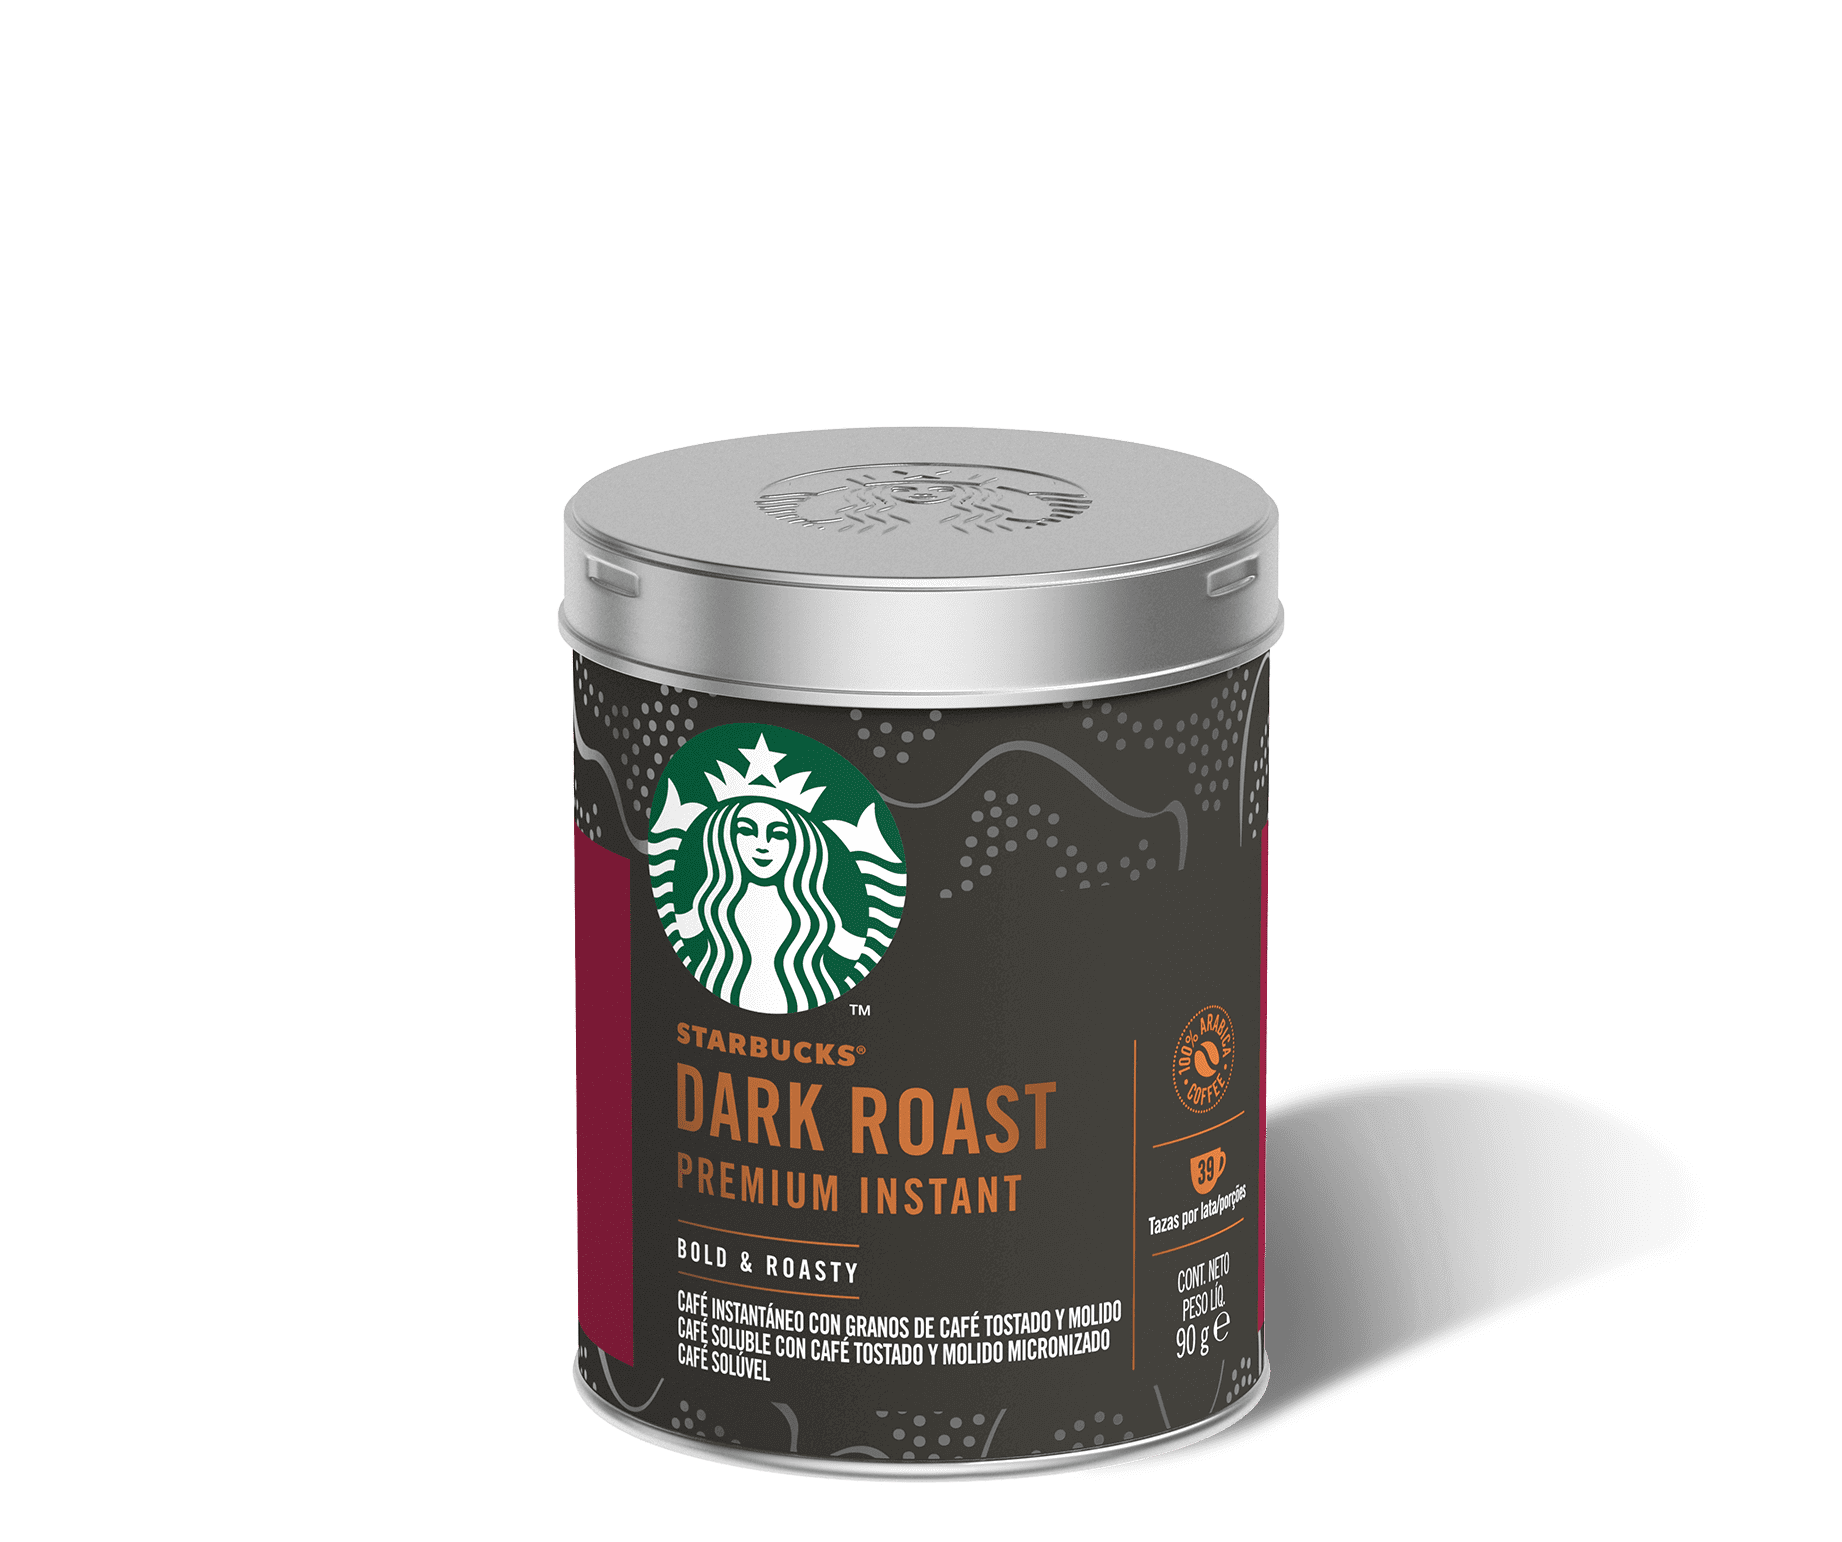 TM
STARBUCKS®
DARK ROAST
PREMIUM INSTANT
BOLD & ROASTY
CAFÉ INSTANTÁNEO CON GRANOS DE CAFÉ TOSTADO Y MOLIDO
CAFÉ SOLUBLE CON CAFÉ TOSTADO Y MOLIDO MICRONIZADO
CAFÉ SOLÚVEL
100% ARABICA
• COFFEE •
39
Tazas por lata/porções
CONT. NETO
PESO LÍQ.
90 g ℮